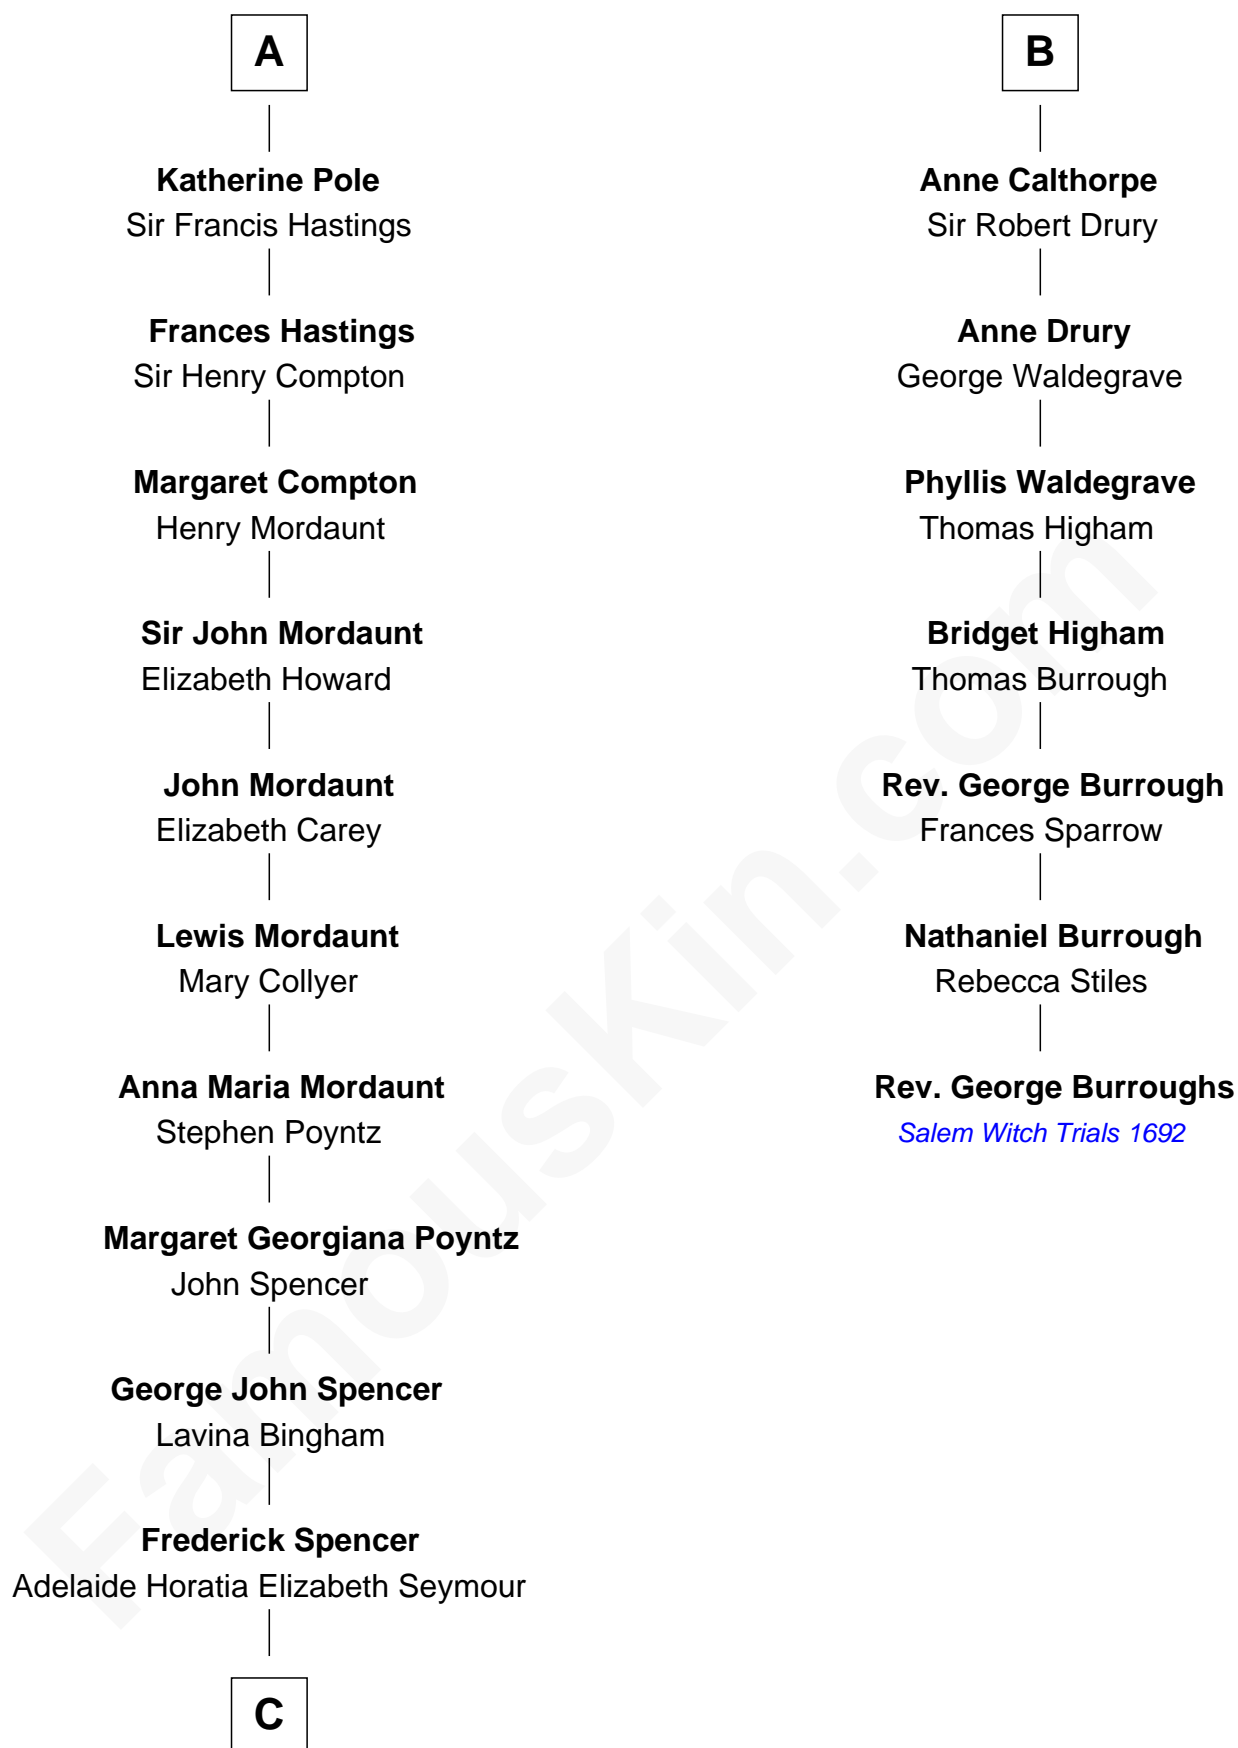 A
Katherine Pole
Sir Francis Hastings
Frances Hastings
Sir Henry Compton
Margaret Compton
Henry Mordaunt
Sir John Mordaunt
Elizabeth Howard
John Mordaunt
Elizabeth Carey
Lewis Mordaunt
Mary Collyer
Anna Maria Mordaunt
Stephen Poyntz
Margaret Georgiana Poyntz
John Spencer
George John Spencer
Lavina Bingham
Frederick Spencer
Adelaide Horatia Elizabeth Seymour
C
B
Anne Calthorpe
Sir Robert Drury
Anne Drury
George Waldegrave
Phyllis Waldegrave
Thomas Higham
Bridget Higham
Thomas Burrough
Rev. George Burrough
Frances Sparrow
Nathaniel Burrough
Rebecca Stiles
Rev. George Burroughs
Salem Witch Trials 1692
FamousKin.com